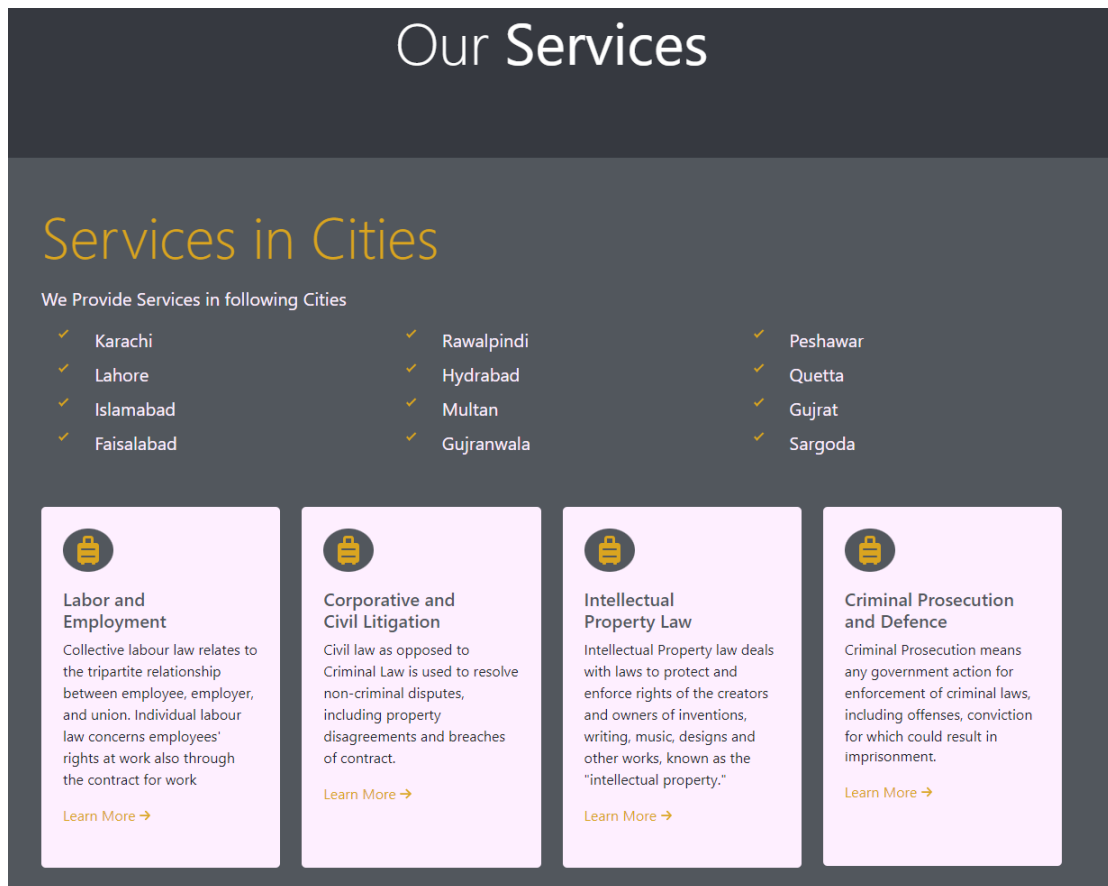 Our Services
Services in Cities
We Provide Services in following Cities
Karachi
Lahore
Islamabad
Faisalabad
Rawalpindi
Hydrabad
Multan
Gujranwala
Peshawar
Quetta
Gujrat
Sargoda
Labor and
Employment
Collective labour law relates to
the tripartite relationship
between employee, employer,
and union. Individual labour
law concerns employees'
rights at work also through
the contract for work
Learn More →
Corporative and
Civil Litigation
Civil law as opposed to
Criminal Law is used to resolve
non-criminal disputes,
including property
disagreements and breaches
of contract.
Learn More →
Intellectual
Property Law
Intellectual Property law deals
with laws to protect and
enforce rights of the creators
and owners of inventions,
writing, music, designs and
other works, known as the
"intellectual property."
Learn More →
Criminal Prosecution
and Defence
Criminal Prosecution means
any government action for
enforcement of criminal laws,
including offenses, conviction
for which could result in
imprisonment.
Learn More →